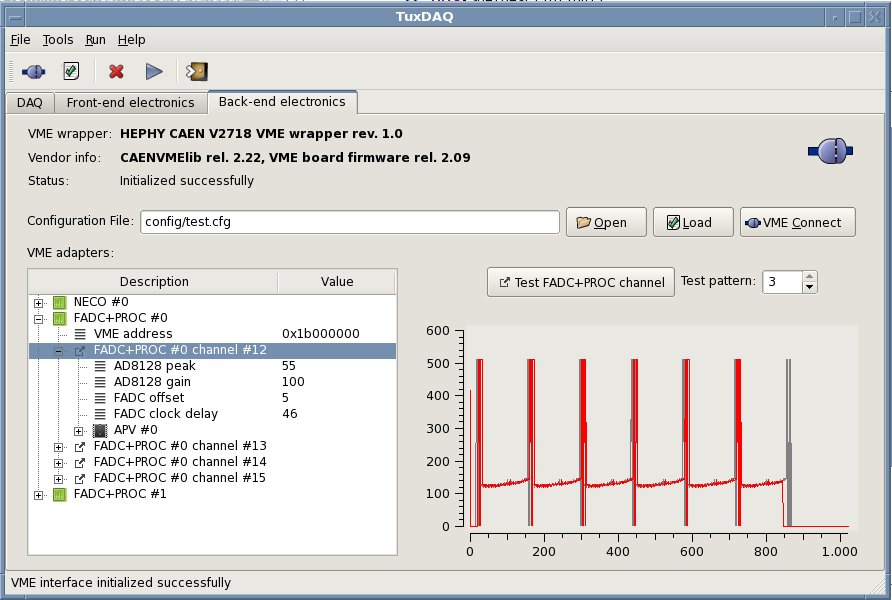 TuxDAQ
File Tools Run Help
DAQ Front-end electronics Back-end electronics
VME wrapper: HEPHY CAEN V2718 VME wrapper rev. 1.0
Vendor info: CAENVMElib rel. 2.22, VME board firmware rel. 2.09
Status: Initialized successfully
Configuration File: config/test.cfg Open Load VME Connect
VME adapters:
Description Value
NECO #0
FADC+PROC #0
VME address 0x1b000000
FADC+PROC #0 channel #12
AD8128 peak 55
AD8128 gain 100
FADC offset 5
FADC clock delay 46
APV #0
FADC+PROC #0 channel #13
FADC+PROC #0 channel #14
FADC+PROC #0 channel #15
FADC+PROC #1
Test FADC+PROC channel Test pattern: 3
600
500
400
300
200
100
0
0 200 400 600 800 1.000
VME interface initialized successfully